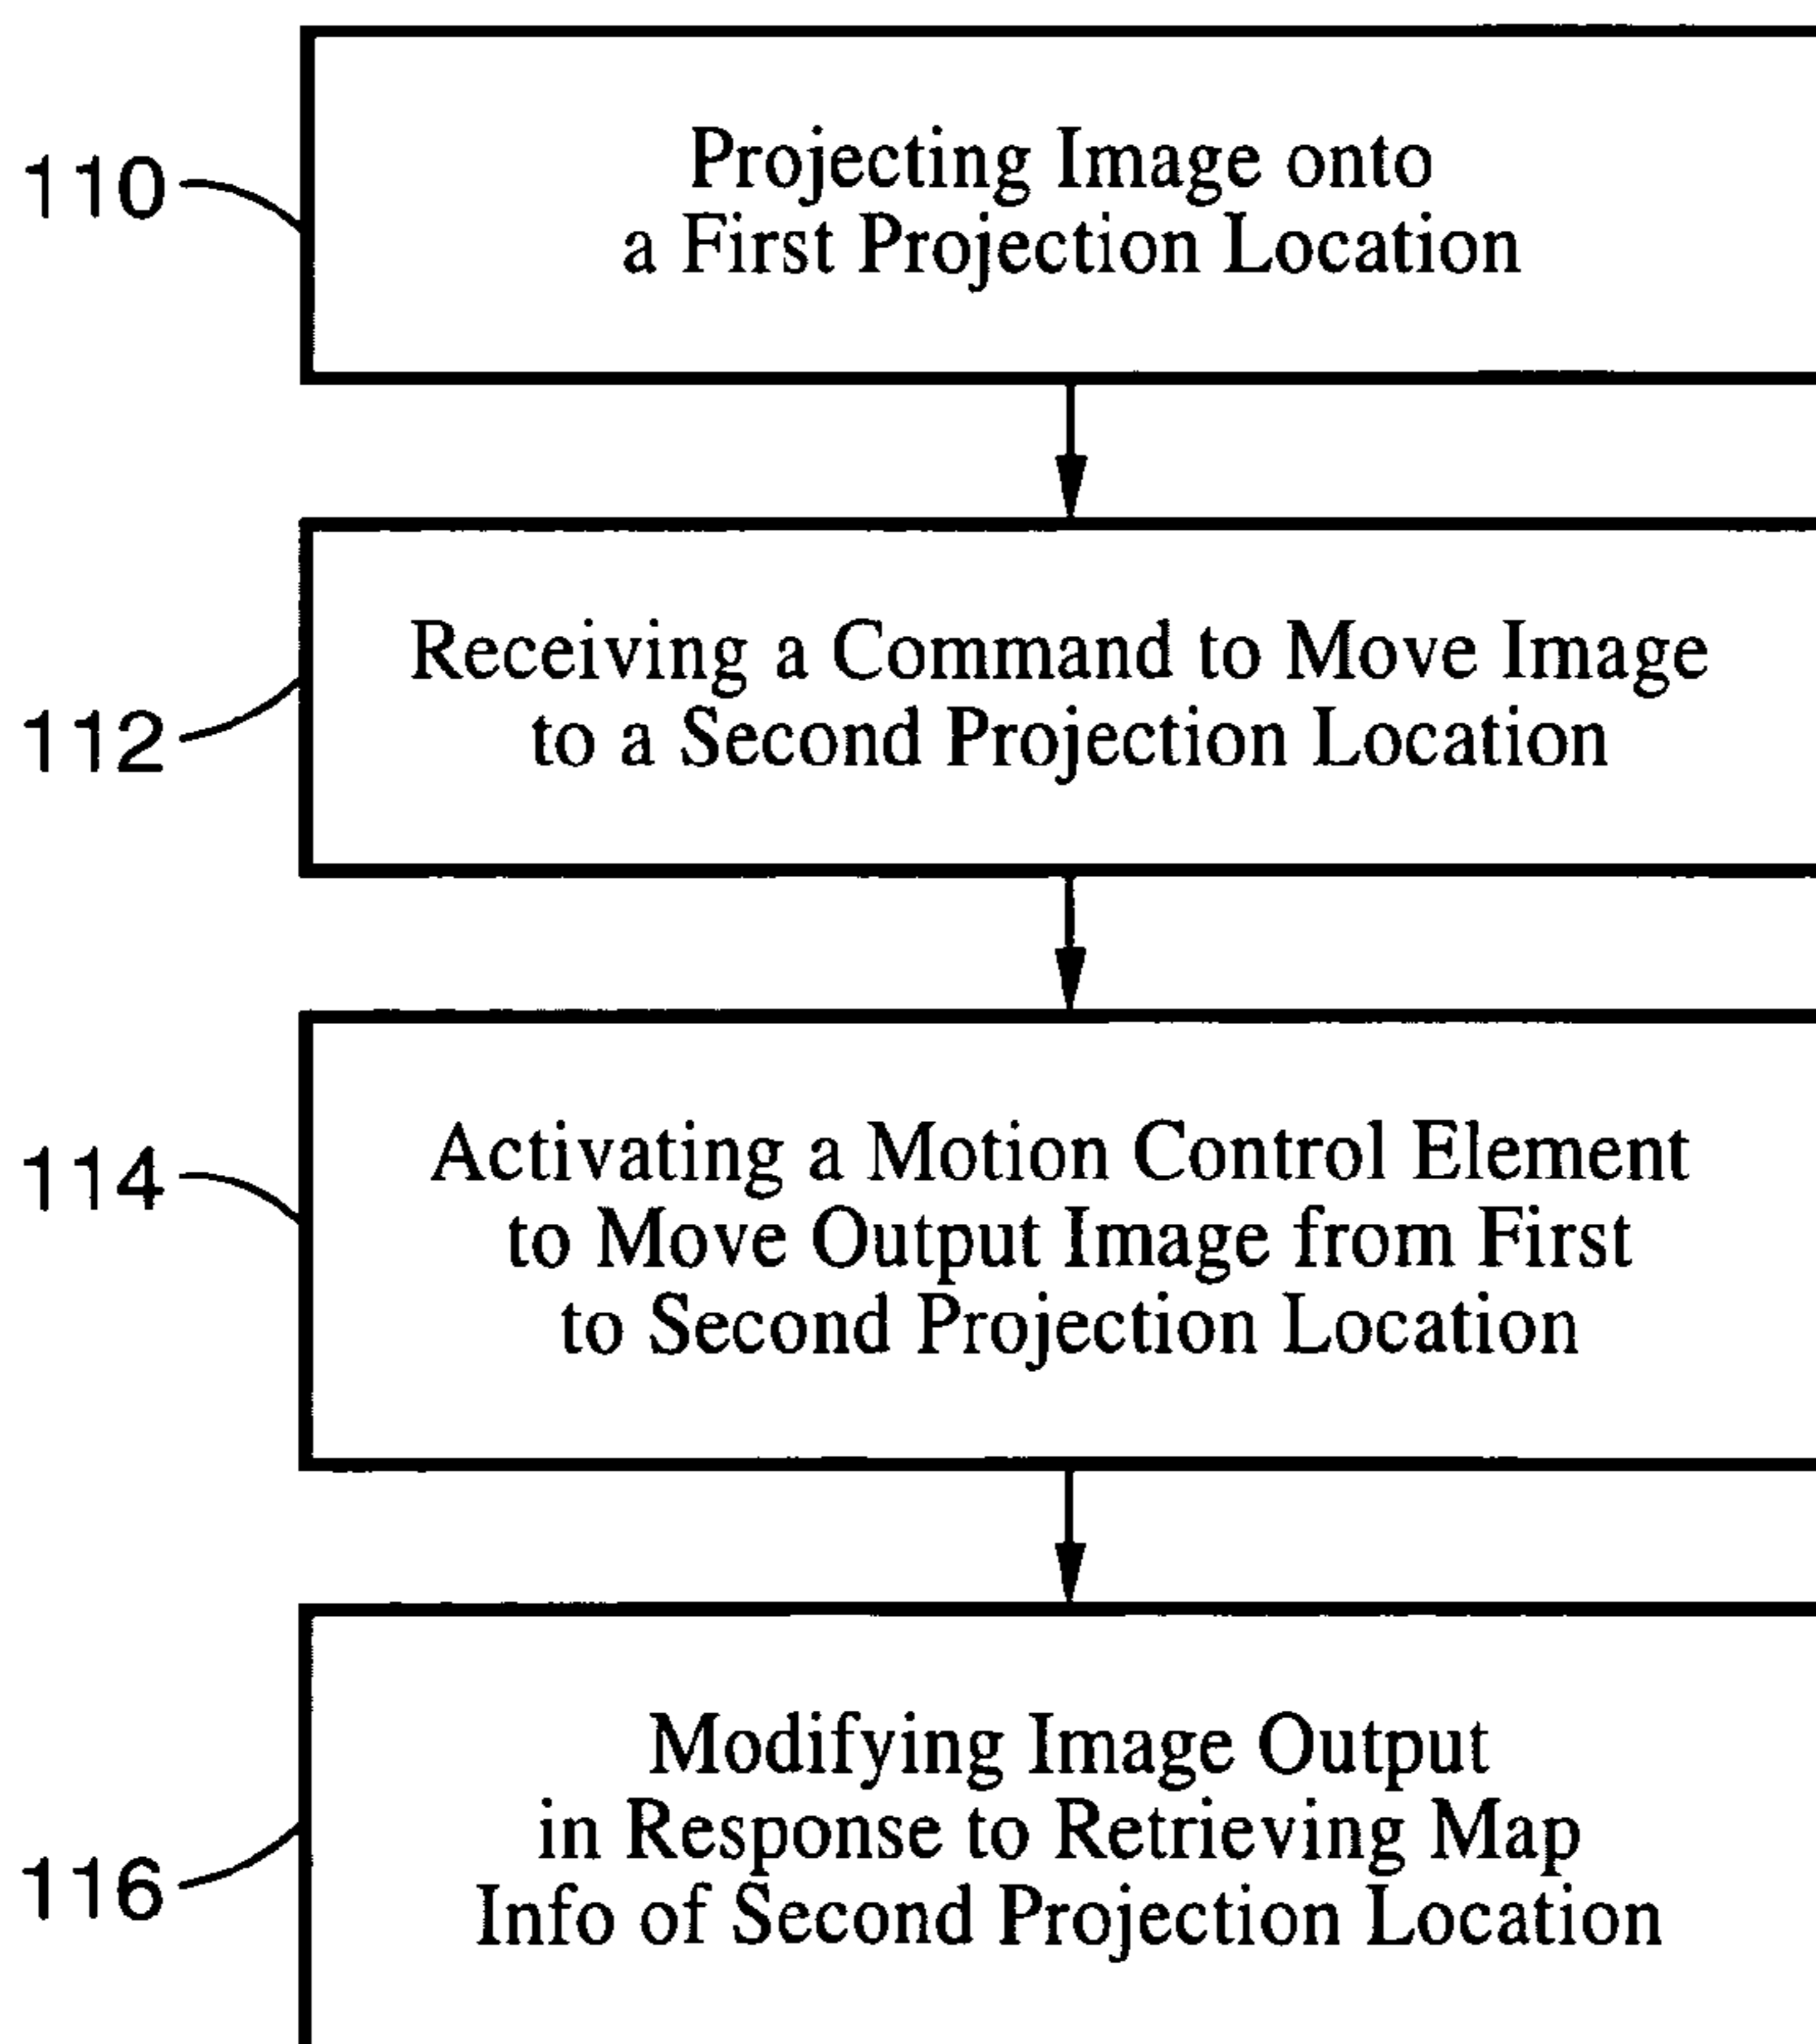 110
Projecting Image onto
a First Projection Location
112
Receiving a Command to Move Image
to a Second Projection Location
114
Activating a Motion Control Element
to Move Output Image from First
to Second Projection Location
116
Modifying Image Output
in Response to Retrieving Map
Info of Second Projection Location